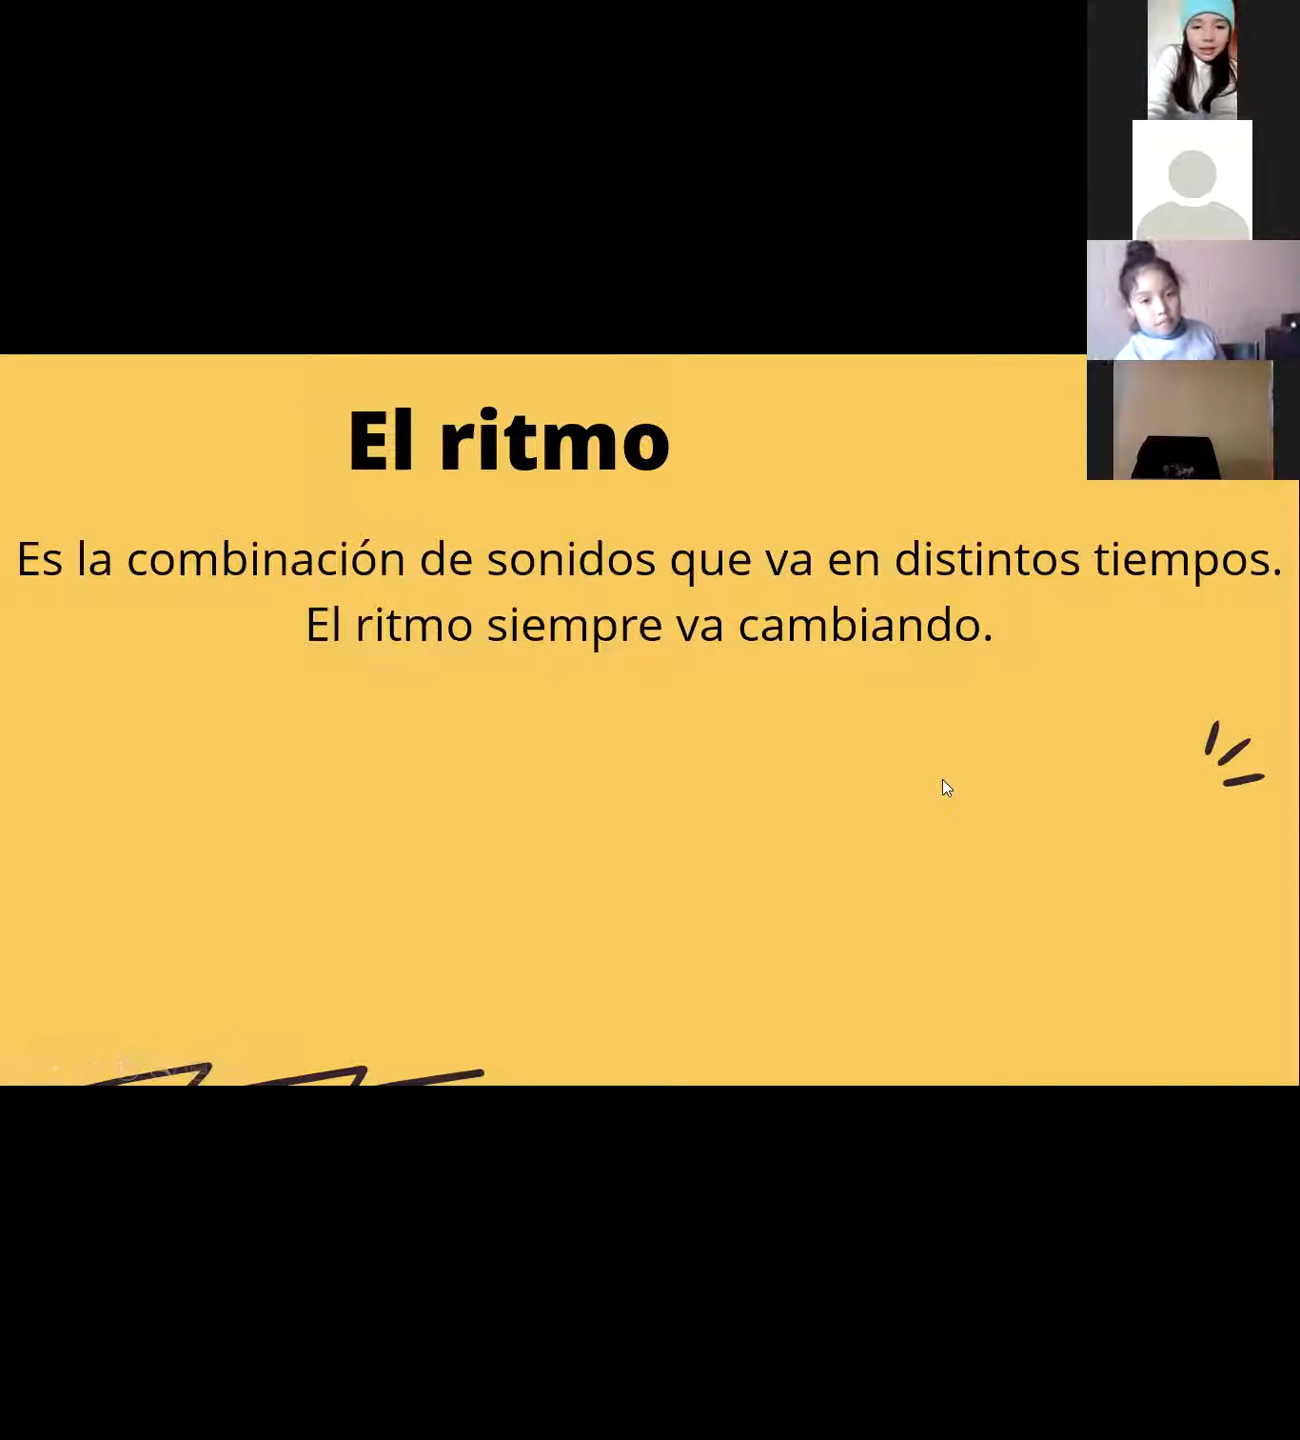 El ritmo
Es la combinación de sonidos que va en distintos tiempos.
El ritmo siempre va cambiando.